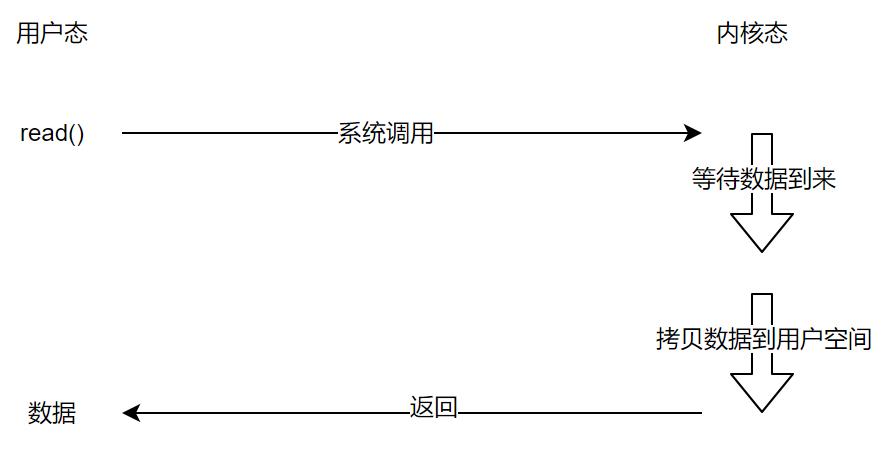 用户态
内核态
read()
系统调用
等待数据到来
拷贝数据到用户空间
数据
返回